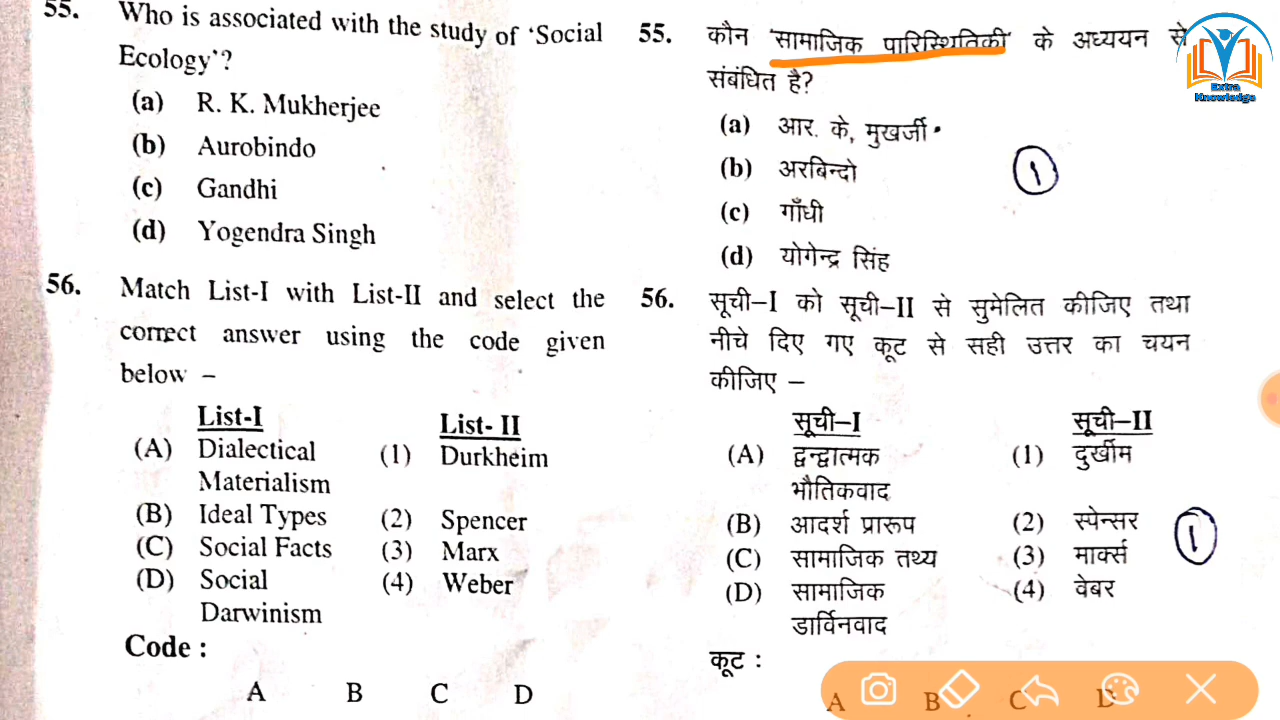 55. Who is associated with the study of ‘Social
Ecology’?
(a) R. K. Mukherjee
(b) Aurobindo
(c) Gandhi
(d) Yogendra Singh
56. Match List-I with List-II and select the
correct answer using the code given
below –
List-I List- II
(A) Dialectical (1) Durkheim
Materialism
(B) Ideal Types (2) Spencer
(C) Social Facts (3) Marx
(D) Social (4) Weber
Darwinism
Code :
A B C D
55. कौन ‘सामाजिक पारिस्थितिकी’ के अध्ययन से
संबंधित है?
(a) आर. के, मुखर्जी
(b) अरबिन्दो
(c) गाँधी
(d) योगेन्द्र सिंह
1
56. सूची–I को सूची–II से सुमेलित कीजिए तथा
नीचे दिए गए कूट से सही उत्तर का चयन
कीजिए –
सूची–I सूची–II
(A) द्वन्द्वात्मक (1) दुर्खीम
भौतिकवाद
(B) आदर्श प्रारूप (2) स्पेन्सर
(C) सामाजिक तथ्य (3) मार्क्स
(D) सामाजिक (4) वेबर
डार्विनवाद
1
कूट :
A B C D
Extra
Knowledge